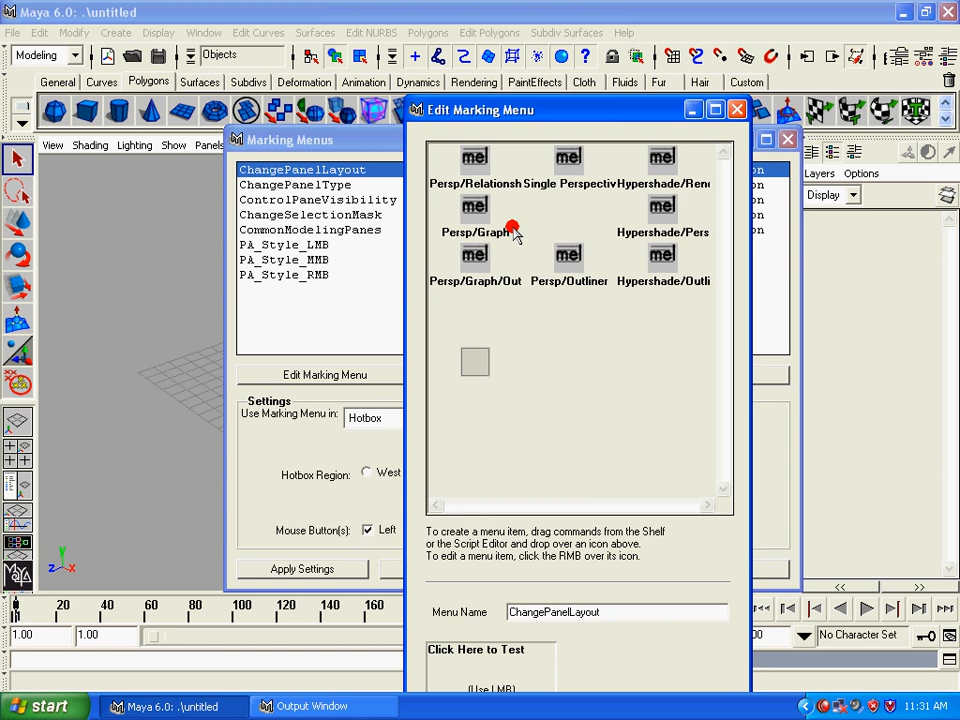 Maya 6.0: .\untitled
File Edit Modify Create Display Window Edit Curves Surfaces Edit NURBS Polygons Edit Polygons Subdiv Surfaces Help
Modeling Objects
General Curves Polygons Surfaces Subdivs Deformation Animation Dynamics Rendering PaintEffects Cloth Fluids Fur Hair Custom
Edit Marking Menu
View Shading Lighting Show Panels
Marking Menus
Layers Options
Display
mel mel mel
Persp/Relationsh Single Perspectiv Hypershade/Rend
mel mel
Persp/Graph Hypershade/Pers
mel mel mel
Persp/Graph/Out Persp/Outliner Hypershade/Outli
ChangePanelLayout on
ChangePanelType on
ControlPaneVisibility on
ChangeSelectionMask on
CommonModelingPanes on
PA_Style_LMB
PA_Style_MMB
PA_Style_RMB
Edit Marking Menu
Settings
Use Marking Menu in: Hotbox
Hotbox Region: West
Mouse Button(s): Left
Apply Settings
To create a menu item, drag commands from the Shelf
or the Script Editor and drop over an icon above.
To edit a menu item, click the RMB over its icon.
Menu Name ChangePanelLayout
Click Here to Test
(Use LMB)
y
z x
MAYA
20 40 60 80 100 120 140 160
1.00 1.00 00 No Character Set
<< >>
start Maya 6.0: .\untitled Output Window 11:31 AM